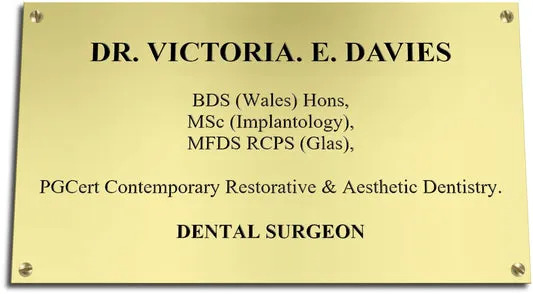 DR. VICTORIA. E. DAVIES
BDS (Wales) Hons,
MSc (Implantology),
MFDS RCPS (Glas),
PGCert Contemporary Restorative & Aesthetic Dentistry.
DENTAL SURGEON